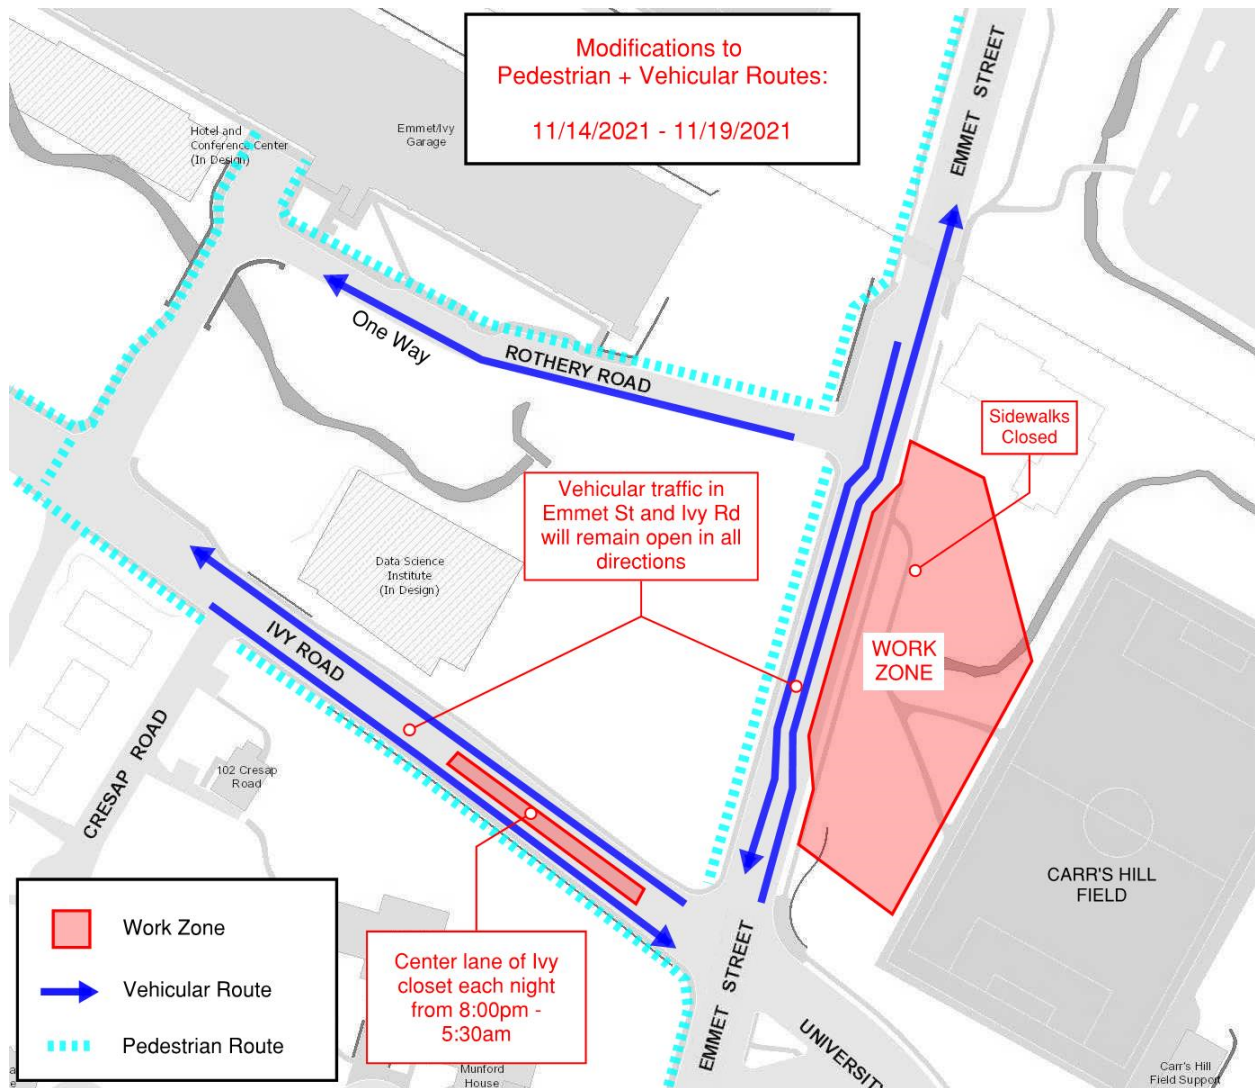 Modifications to
Pedestrian + Vehicular Routes:
11/14/2021 - 11/19/2021
EMMET STREET
Hotel and
Conference Center
(In Design)
Emmet/Ivy
Garage
One Way
ROTHERY ROAD
Sidewalks
Closed
Vehicular traffic in
Emmet St and Ivy Rd
will remain open in all
directions
Data Science
Institute
(In Design)
IVY ROAD
WORK
ZONE
CRESAP ROAD
102 Cresap
Road
CARR'S HILL
FIELD
Work Zone
Vehicular Route
Pedestrian Route
Center lane of Ivy
closet each night
from 8:00pm -
5:30am
EMMET STREET
UNIVERSIT
Munford
House
Carr's Hill
Field Support